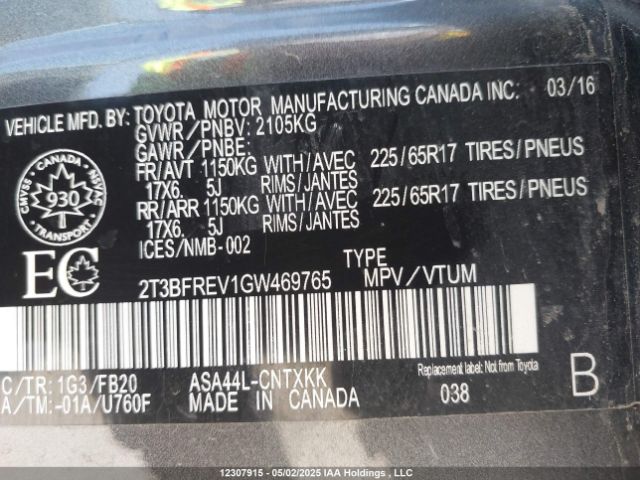 VEHICLE MFD. BY: TOYOTA MOTOR MANUFACTURING CANADA INC. 03/16
GVWR/PNBV: 2105KG
GAWR/PNBE:
FR/AVT 1150KG WITH/AVEC 225/65R17 TIRES/PNEUS
17X6. 5J RIMS/JANTES
RR/ARR 1150KG WITH/AVEC 225/65R17 TIRES/PNEUS
17X6. 5J RIMS/JANTES
ICES/NMB-002
CANADA
CMVSS NSVAC
930
TRANSPORT
EC
TYPE
2T3BFREV1GW469765 MPV/VTUM
C/TR: 1G3/FB20 ASA44L-CNTXKK
A/TM:-01A/U760F MADE IN CANADA
Replacement label: Not from Toyota
038
B
12307915 - 05/02/2025 IAA Holdings , LLC